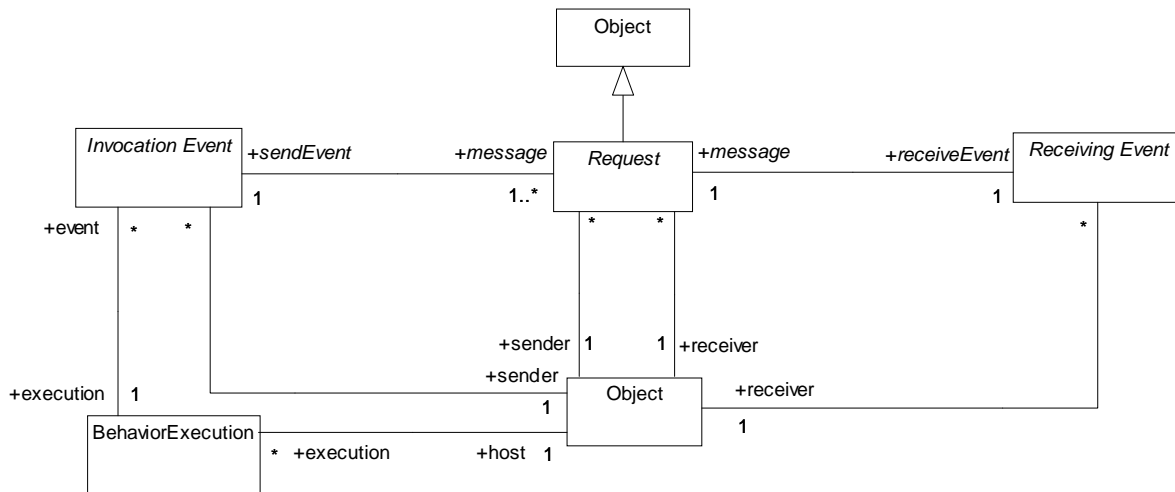 Object
Invocation Event
+sendEvent
+message
Request
+message
+receiveEvent
Receiving Event
1
1..*
1
1
+event
*
*
*
*
*
+sender
1
1
+receiver
+execution
1
+sender
1
Object
+receiver
1
BehaviorExecution
*
+execution
+host
1